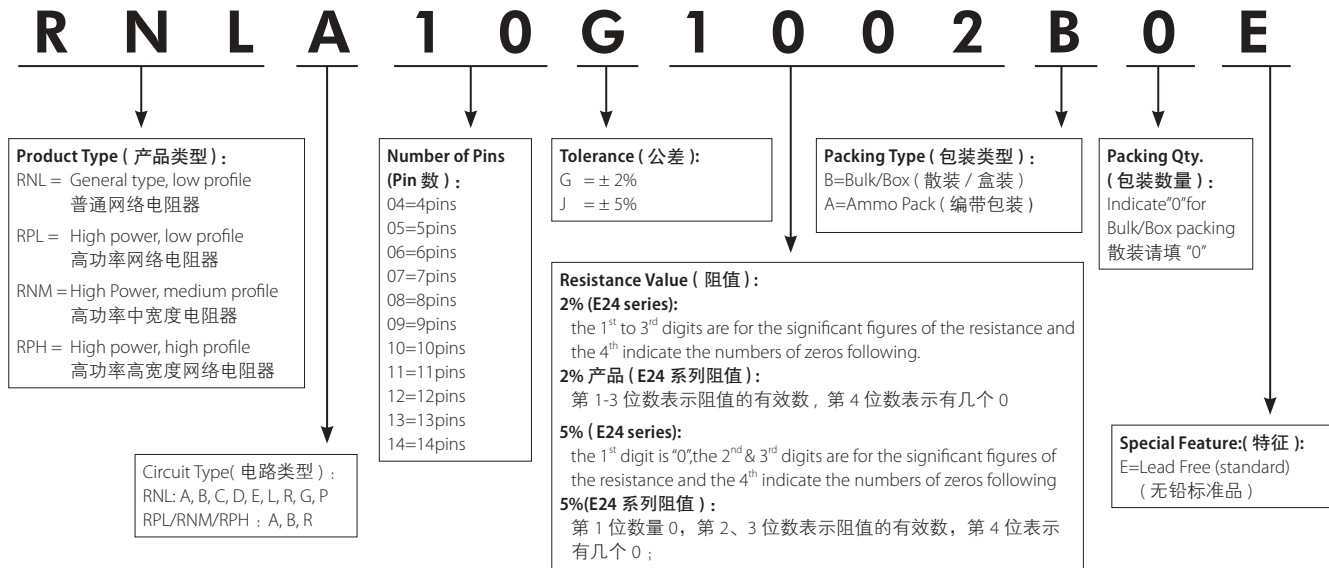 R N L A 1 0 G 1 0 0 2 B 0 E
Product Type ( 产品类型 ) :
RNL = General type, low profile
普通网络电阻器
RPL = High power, low profile
高功率网络电阻器
RNM = High Power, medium profile
高功率中宽度电阻器
RPH = High power, high profile
高功率高宽度网络电阻器
Circuit Type( 电路类型 ) :
RNL: A, B, C, D, E, L, R, G, P
RPL/RNM/RPH : A, B, R
Number of Pins
(Pin 数 ) :
04=4pins
05=5pins
06=6pins
07=7pins
08=8pins
09=9pins
10=10pins
11=11pins
12=12pins
13=13pins
14=14pins
Tolerance ( 公差 ):
G = ± 2%
J = ± 5%
Resistance Value ( 阻值 ) :
2% (E24 series):
the 1st to 3rd digits are for the significant figures of the resistance and
the 4th indicate the numbers of zeros following.
2% 产品 ( E24 系列阻值 ) :
第 1-3 位数表示阻值的有效数 , 第 4 位数表示有几个 0
5% ( E24 series):
the 1st digit is "0",the 2nd & 3rd digits are for the significant figures of
the resistance and the 4th indicate the numbers of zeros following
5%(E24 系列阻值 ) :
第 1 位数量 0，第 2、3 位数表示阻值的有效数，第 4 位表示
有几个 0 ;
Packing Type ( 包装类型 ) :
B=Bulk/Box ( 散装 / 盒装 )
A=Ammo Pack ( 编带包装 )
Packing Qty.
( 包装数量 ) :
Indicate"0"for
Bulk/Box packing
散装请填 "0"
Special Feature:( 特征 ):
E=Lead Free (standard)
( 无铅标准品 )